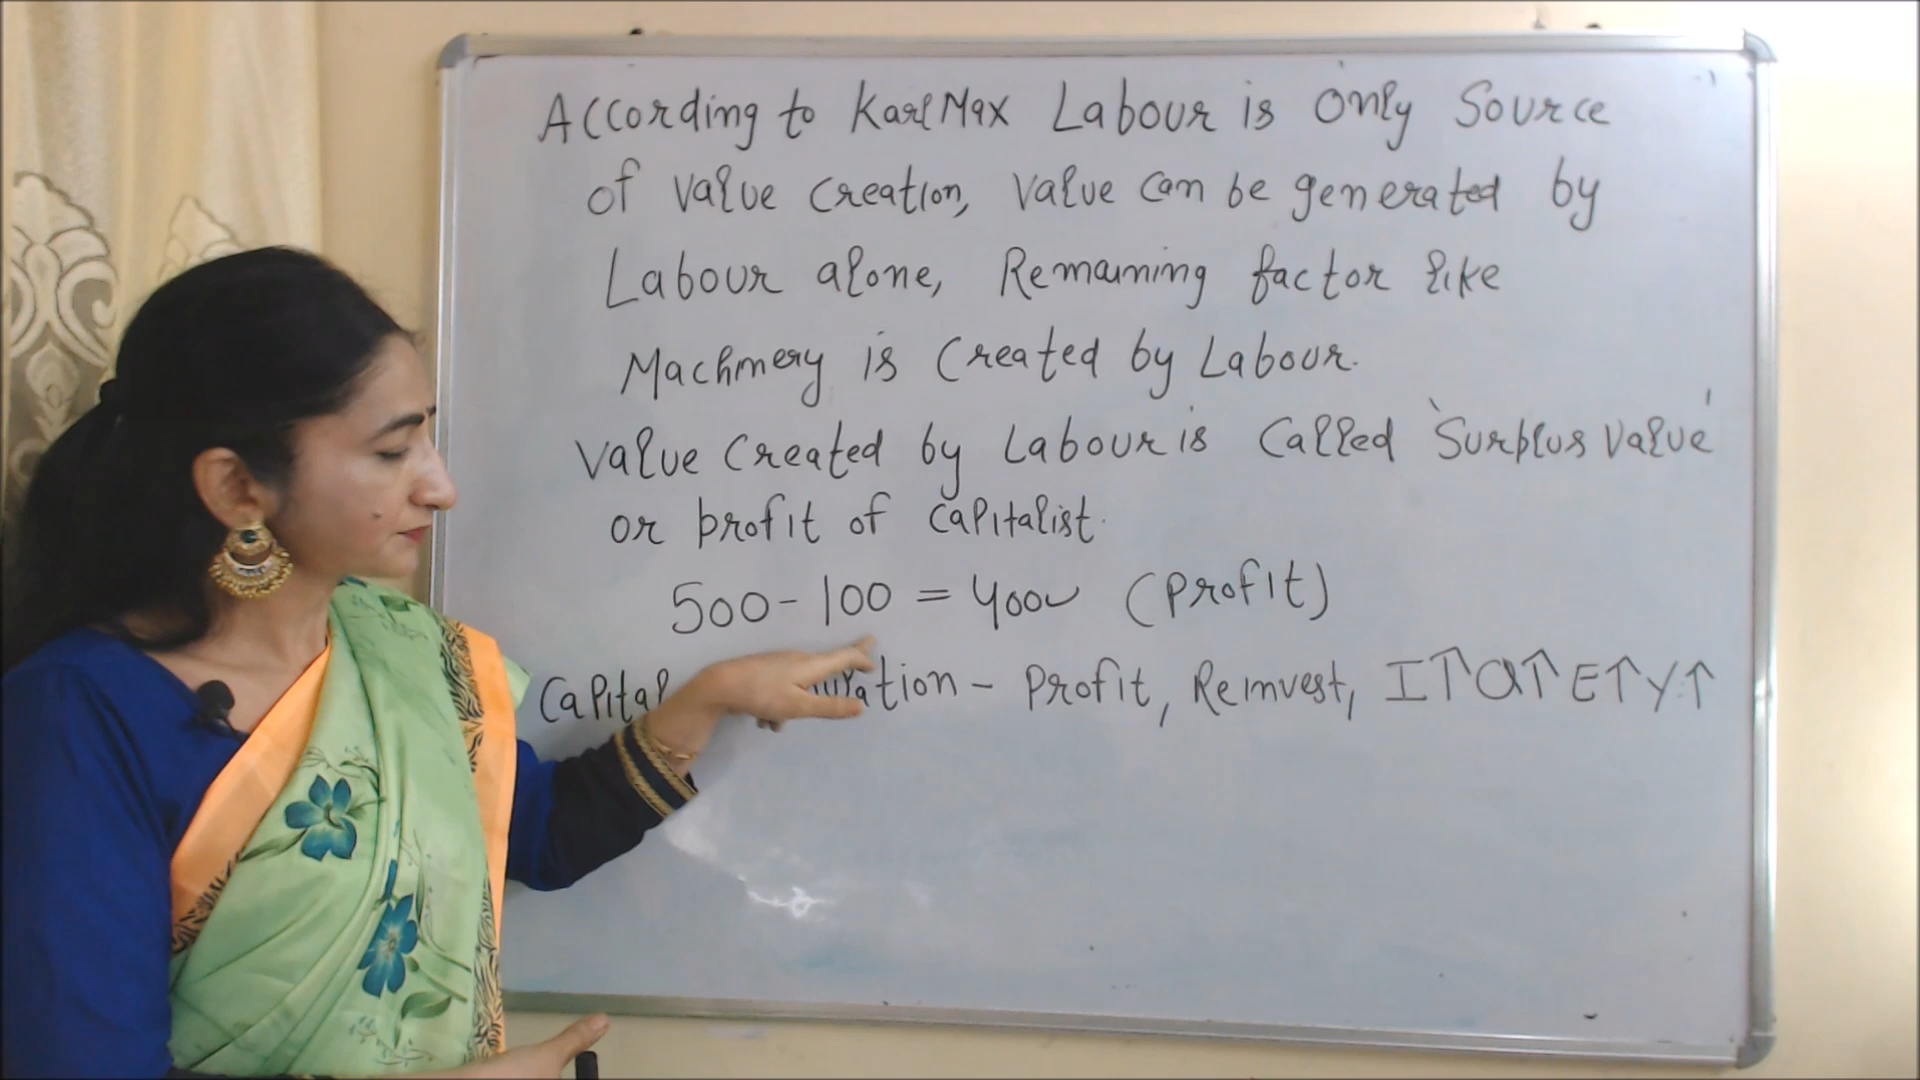 According to Karl Max Labour is only Source
of value creation, value can be generated by
Labour alone, Remaining factor like
Machinery is Created by Labour.
value Created by Labour is Called 'Surplus value'
or profit of capitalist.
500 - 100 = 400 (profit)
Capital - Profit, Reinvest, I↑ O↑ E↑ Y↑